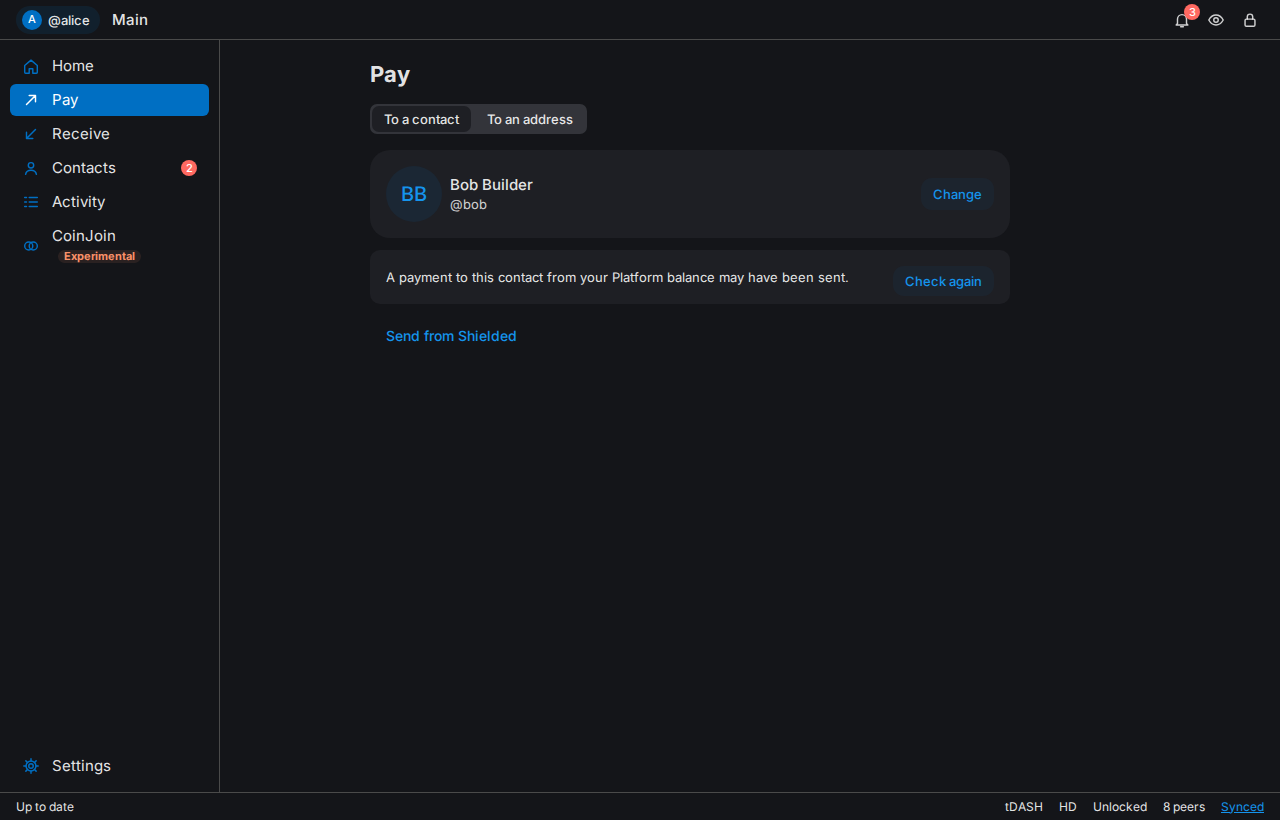 A @alice Main 3
Home
Pay
Receive
Contacts 2
Activity
CoinJoin
Experimental
Settings
Pay
To a contact To an address
BB Bob Builder
@bob
Change
A payment to this contact from your Platform balance may have been sent. Check again
Send from Shielded
Up to date tDASH HD Unlocked 8 peers Synced